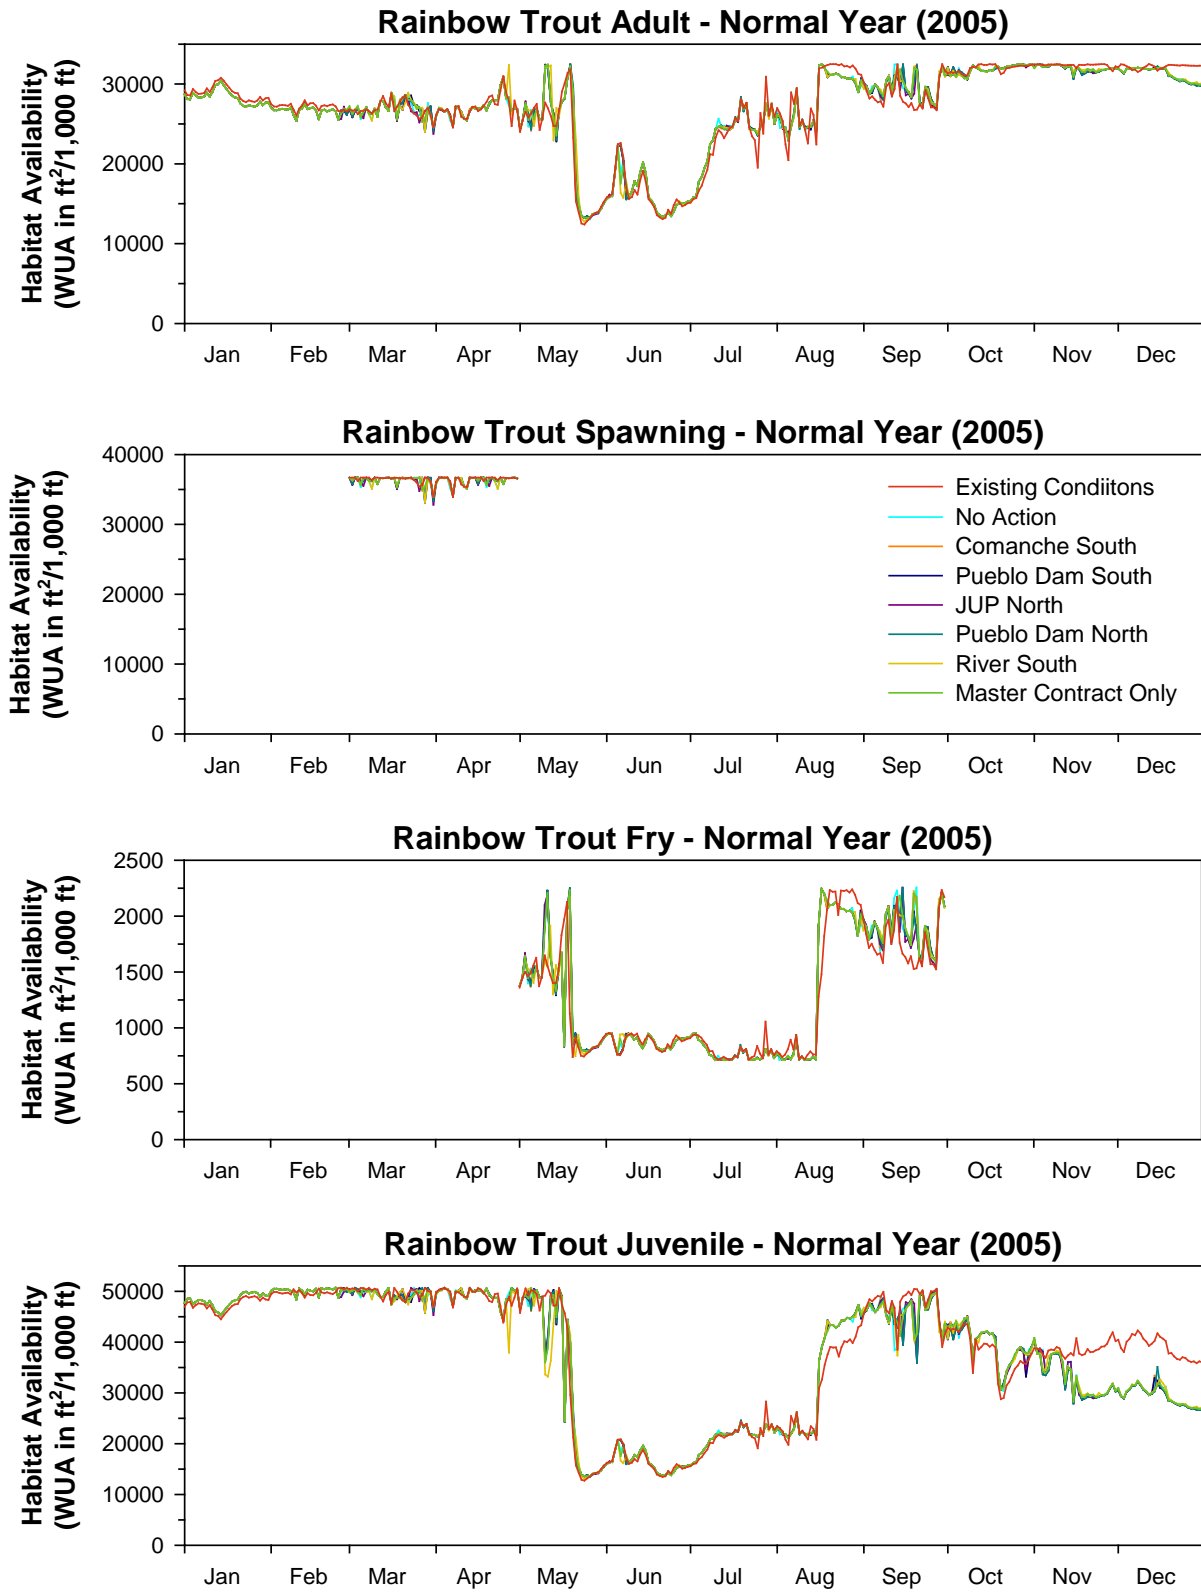 Rainbow Trout Adult - Normal Year (2005)
Habitat Availability
(WUA in ft²/1,000 ft)
30000
20000
10000
0
Jan Feb Mar Apr May Jun Jul Aug Sep Oct Nov Dec
Rainbow Trout Spawning - Normal Year (2005)
Habitat Availability
(WUA in ft²/1,000 ft)
40000
30000
20000
10000
0
Existing Condiitons
No Action
Comanche South
Pueblo Dam South
JUP North
Pueblo Dam North
River South
Master Contract Only
Jan Feb Mar Apr May Jun Jul Aug Sep Oct Nov Dec
Rainbow Trout Fry - Normal Year (2005)
Habitat Availability
(WUA in ft²/1,000 ft)
2500
2000
1500
1000
500
0
Jan Feb Mar Apr May Jun Jul Aug Sep Oct Nov Dec
Rainbow Trout Juvenile - Normal Year (2005)
Habitat Availability
(WUA in ft²/1,000 ft)
50000
40000
30000
20000
10000
0
Jan Feb Mar Apr May Jun Jul Aug Sep Oct Nov Dec